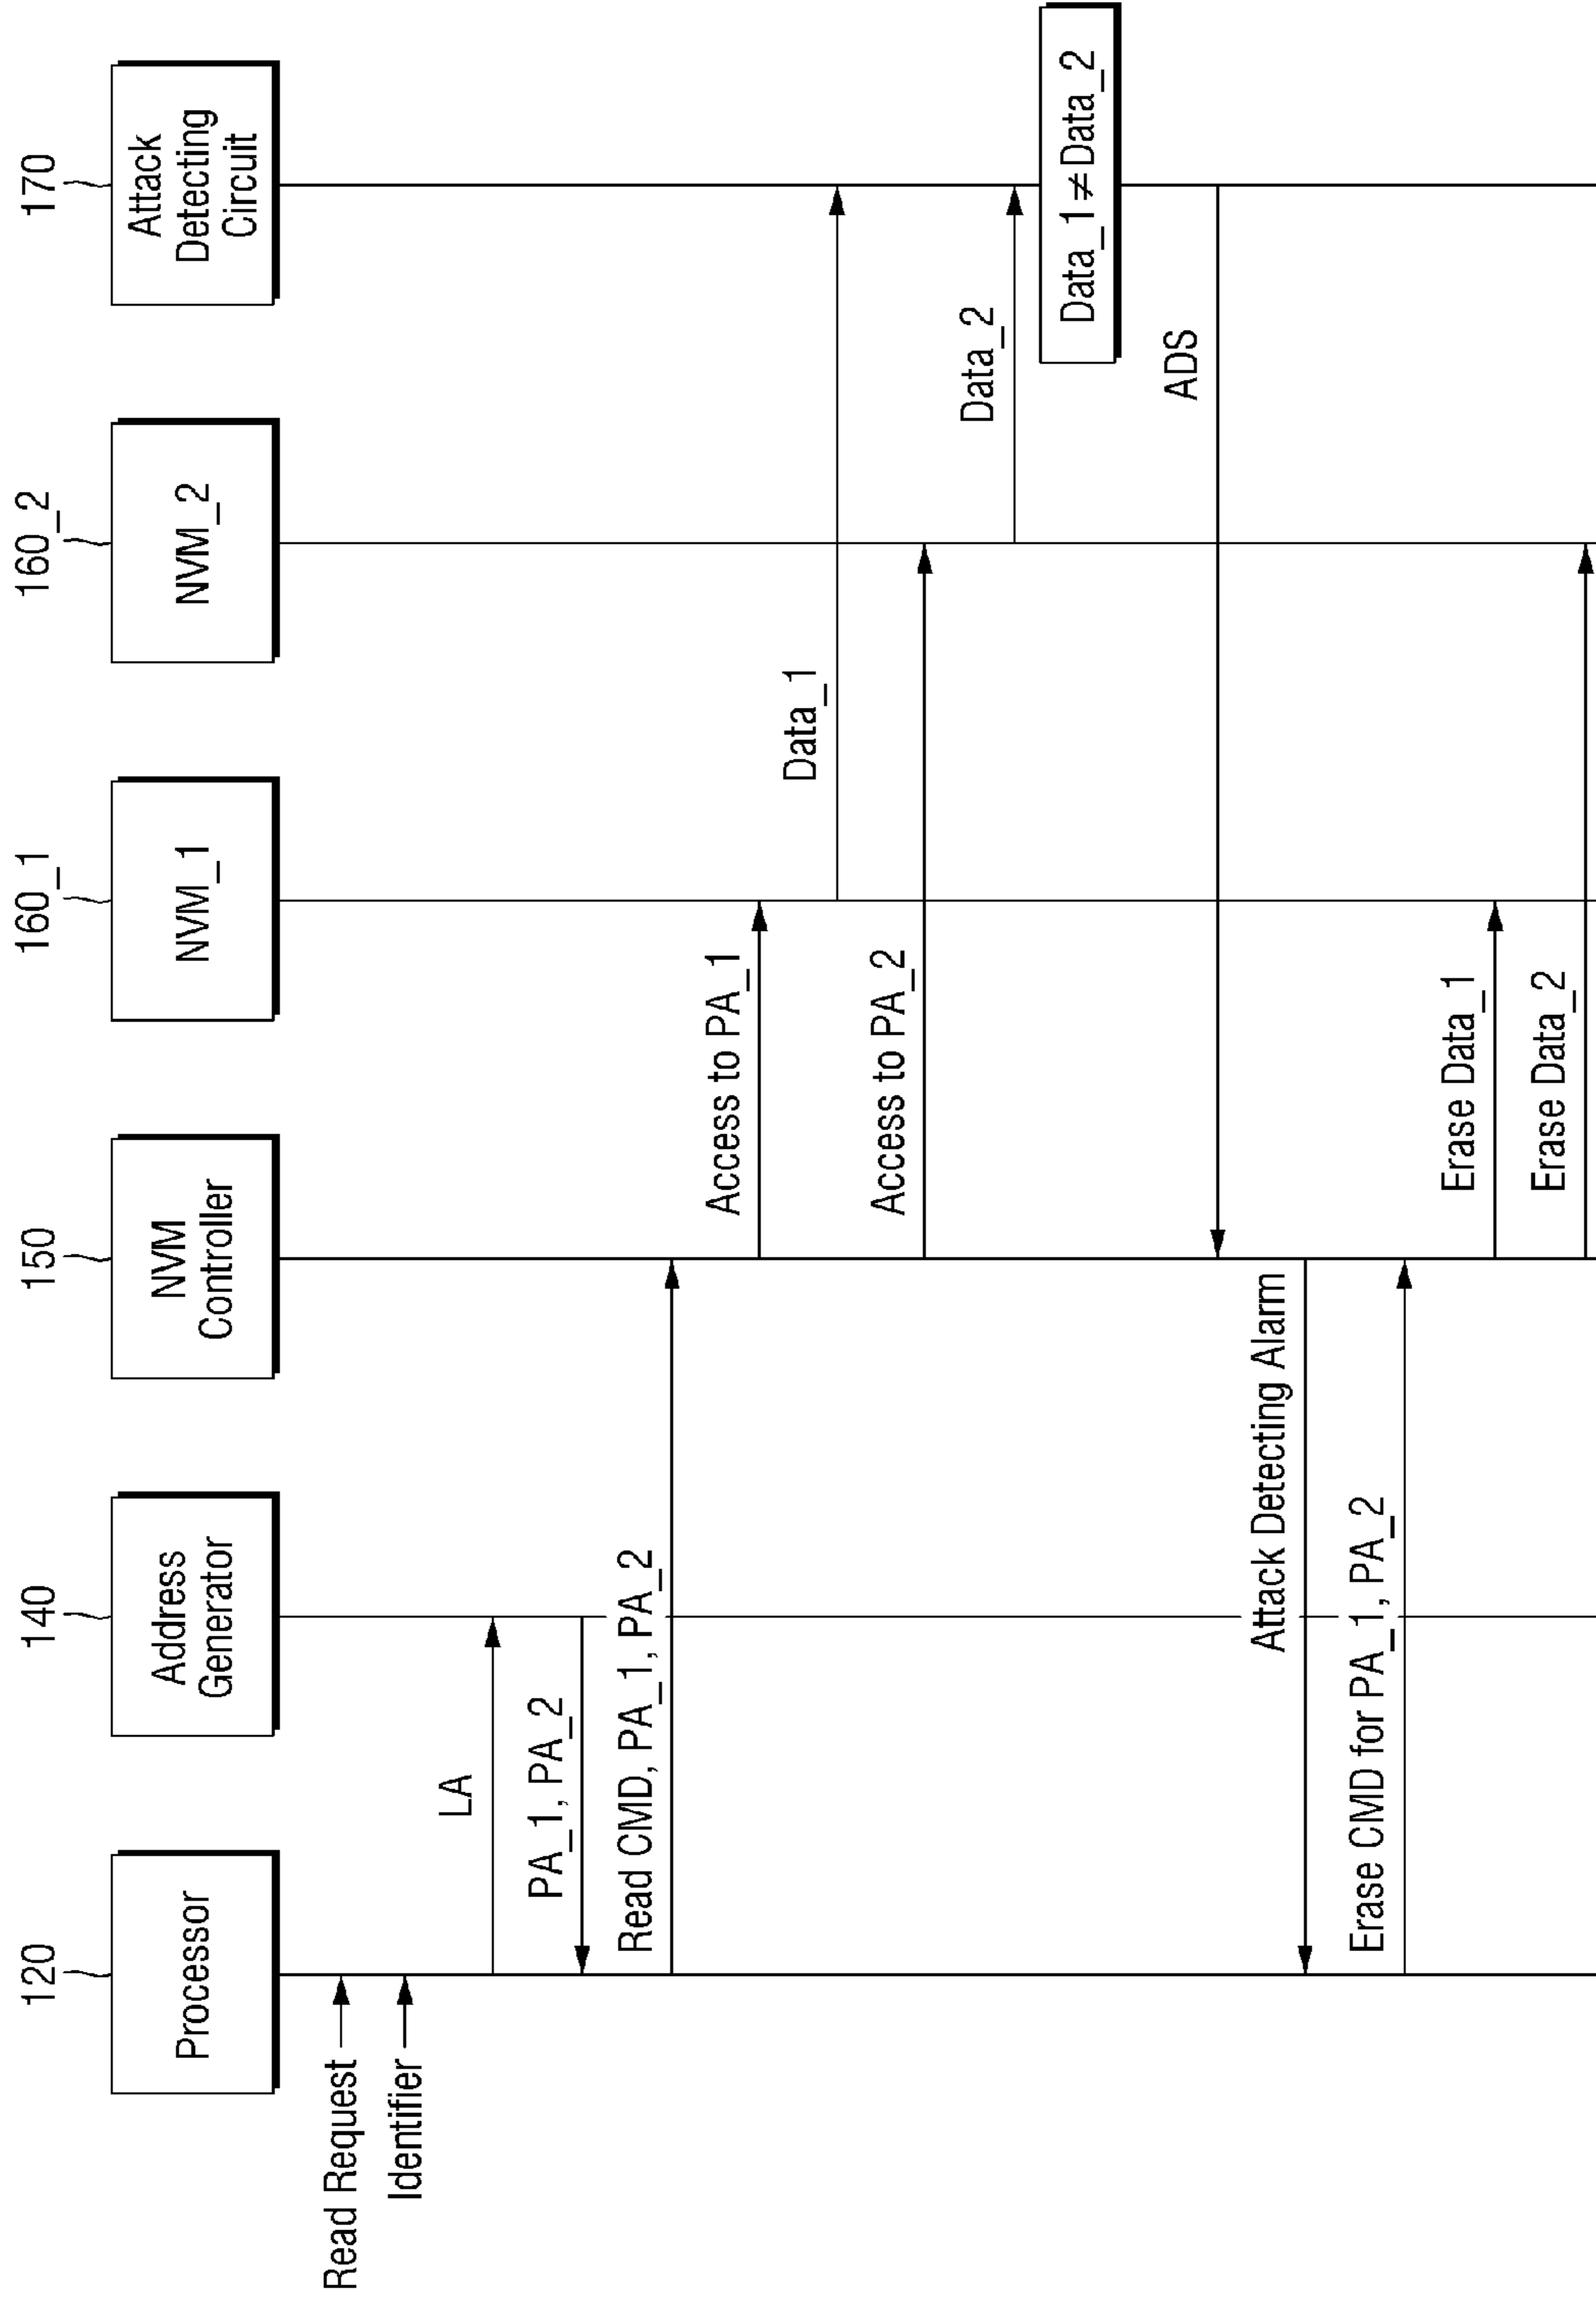 120
140
150
160_1
160_2
170
Processor
Address
Generator
NVM
Controller
NVM_1
NVM_2
Attack
Detecting
Circuit
Read Request
Identifier
LA
PA_1, PA_2
Read CMD, PA_1, PA_2
Access to PA_1
Data_1
Access to PA_2
Data_2
Data_1≠Data_2
ADS
Attack Detecting Alarm
Erase CMD for PA_1, PA_2
Erase Data_1
Erase Data_2